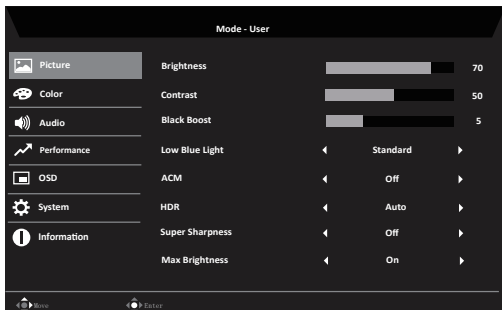 Mode - User
Picture
Color
Audio
Performance
OSD
System
Information
Brightness 70
Contrast 50
Black Boost 5
Low Blue Light Standard
ACM Off
HDR Auto
Super Sharpness Off
Max Brightness On
Move Enter